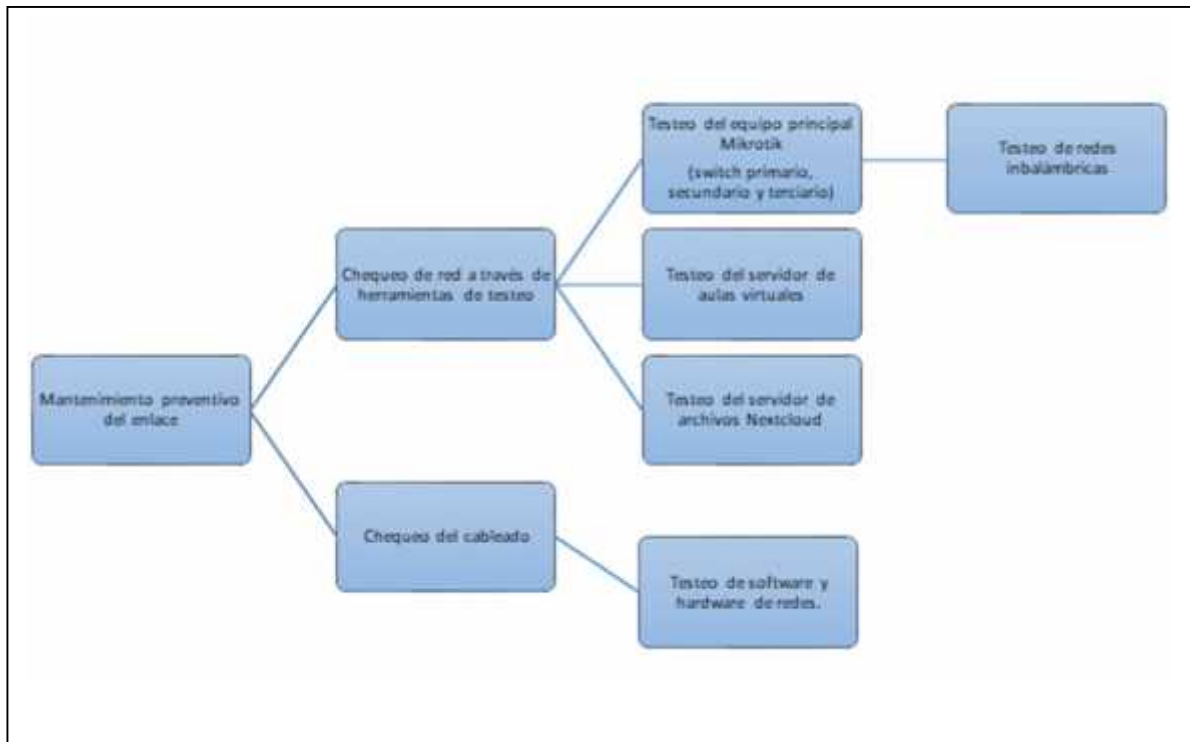 Testeo del equipo principal
Mikrotik
(switch primario,
secundario y terciario)
Testeo de redes
inbalámbricas
Chequeo de red a través de
herramientas de testeo
Testeo del servidor de
aulas virtuales
Mantenimiento preventivo
del enlace
Testeo del servidor de
archivos Nextcloud
Chequeo del cableado
Testeo de software y
hardware de redes.